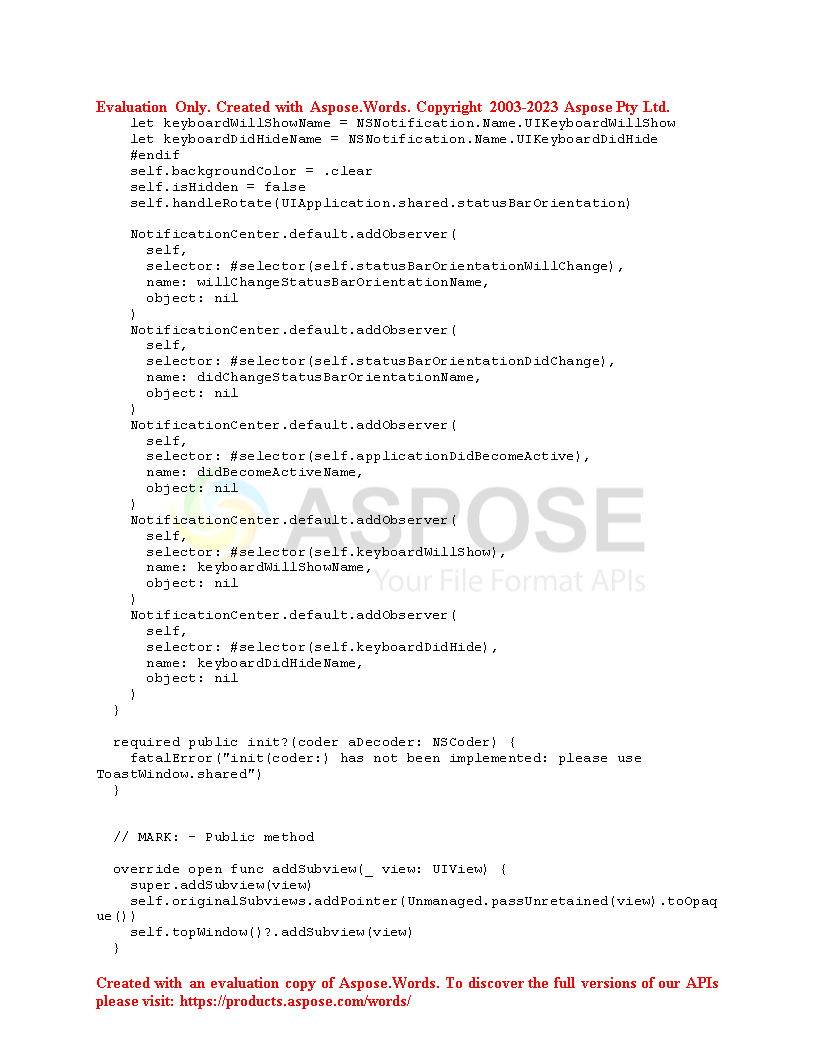 Evaluation Only. Created with Aspose.Words. Copyright 2003-2023 Aspose Pty Ltd.
    let keyboardWillShowName = NSNotification.Name.UIKeyboardWillShow
    let keyboardDidHideName = NSNotification.Name.UIKeyboardDidHide
    #endif
    self.backgroundColor = .clear
    self.isHidden = false
    self.handleRotate(UIApplication.shared.statusBarOrientation)

    NotificationCenter.default.addObserver(
      self,
      selector: #selector(self.statusBarOrientationWillChange),
      name: willChangeStatusBarOrientationName,
      object: nil
    )
    NotificationCenter.default.addObserver(
      self,
      selector: #selector(self.statusBarOrientationDidChange),
      name: didChangeStatusBarOrientationName,
      object: nil
    )
    NotificationCenter.default.addObserver(
      self,
      selector: #selector(self.applicationDidBecomeActive),
      name: didBecomeActiveName,
      object: nil
    )
    NotificationCenter.default.addObserver(
      self,
      selector: #selector(self.keyboardWillShow),
      name: keyboardWillShowName,
      object: nil
    )
    NotificationCenter.default.addObserver(
      self,
      selector: #selector(self.keyboardDidHide),
      name: keyboardDidHideName,
      object: nil
    )
  }

  required public init?(coder aDecoder: NSCoder) {
    fatalError("init(coder:) has not been implemented: please use
ToastWindow.shared")
  }


  // MARK: - Public method

  override open func addSubview(_ view: UIView) {
    super.addSubview(view)
    self.originalSubviews.addPointer(Unmanaged.passUnretained(view).toOpaq
ue())
    self.topWindow()?.addSubview(view)
  }
ASPOSE
Your File Format APIs
Created with an evaluation copy of Aspose.Words. To discover the full versions of our APIs
please visit: https://products.aspose.com/words/